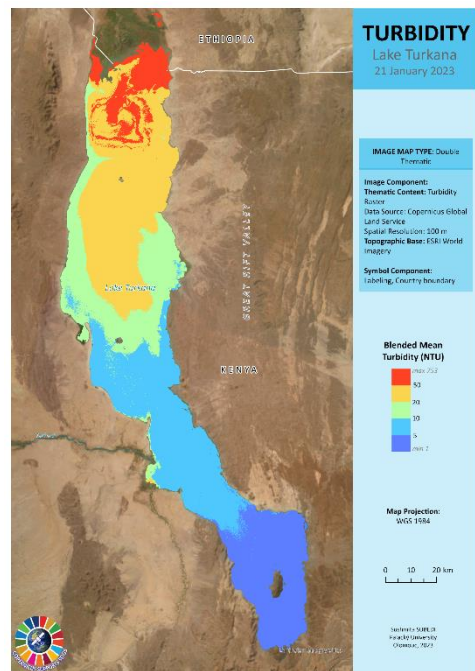 TURBIDITY
Lake Turkana
21 January 2023
ETHIOPIA
Lake Turkana
GREAT RIFT VALLEY
KENYA
IMAGE MAP TYPE: Double
Thematic
Image Component:
Thematic Content: Turbidity
Raster
Data Source: Copernicus Global
Land Service
Spatial Resolution: 100 m
Topographic Base: ESRI World
Imagery
Symbol Component:
Labeling, Country boundary
Blended Mean
Turbidity (NTU)
max 753
50
20
10
5
min 1
Map Projection:
WGS 1984
0 10 20 km
Palacký University
Olomouc, 2023